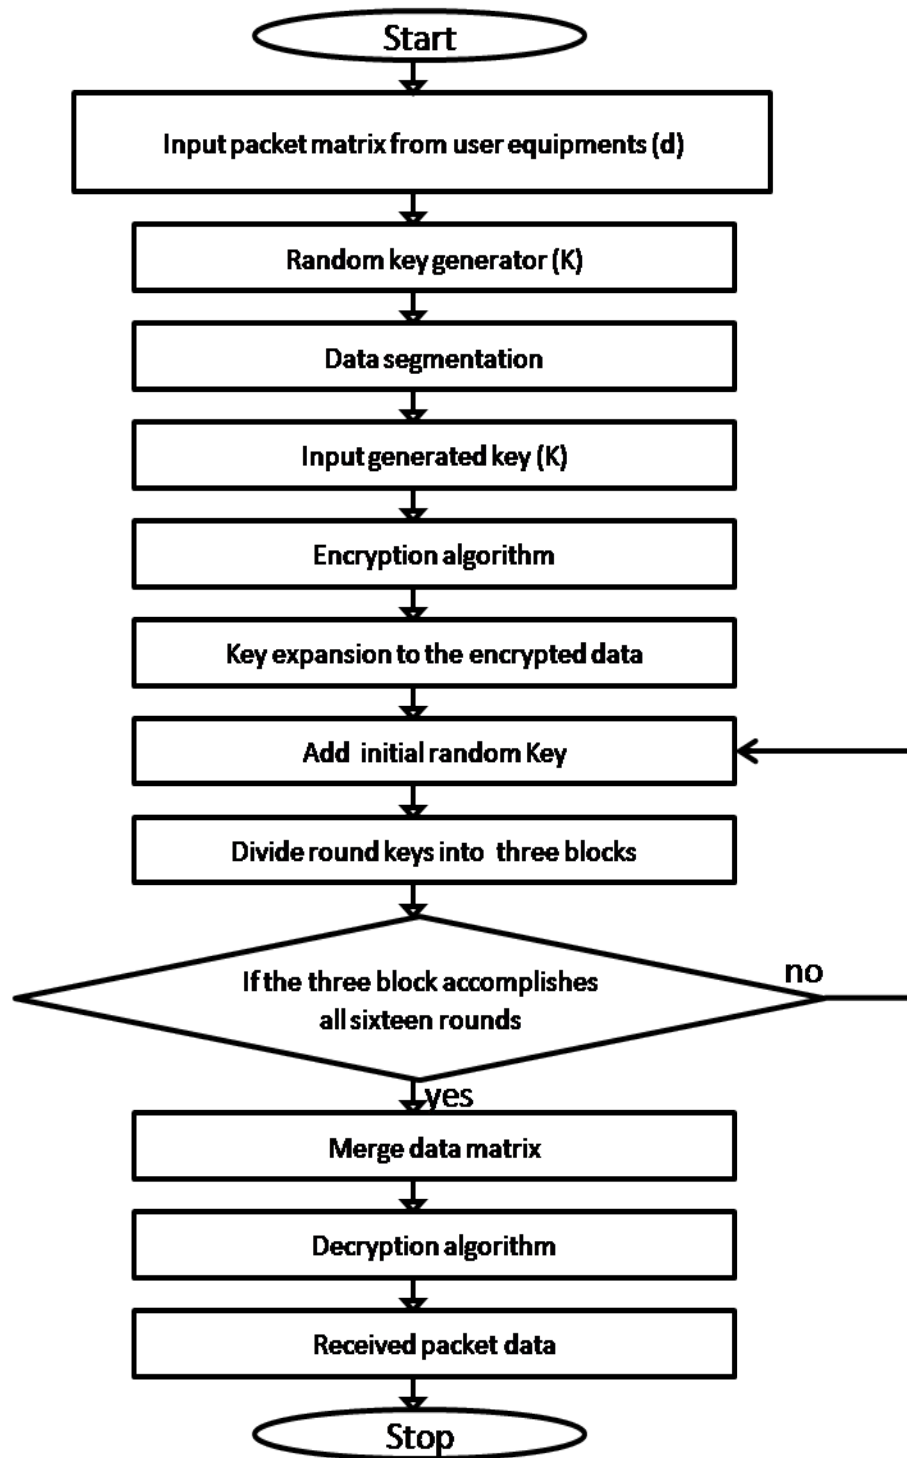 Start
Input packet matrix from user equipments (d)
Random key generator (K)
Data segmentation
Input generated key (K)
Encryption algorithm
Key expansion to the encrypted data
Add initial random Key
Divide round keys into three blocks
If the three block accomplishes
all sixteen rounds
no
yes
Merge data matrix
Decryption algorithm
Received packet data
Stop